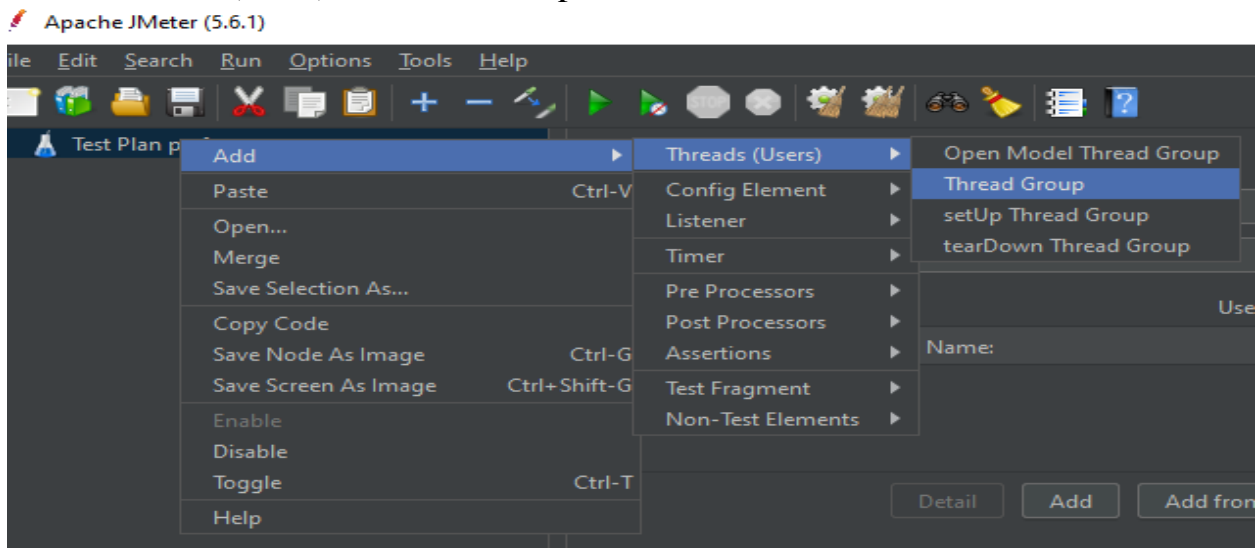 Apache JMeter (5.6.1)
ile Edit Search Run Options Tools Help
STOP
Test Plan p
Add
Paste Ctrl-V
Open...
Merge
Save Selection As...
Copy Code
Save Node As Image Ctrl-G
Save Screen As Image Ctrl+Shift-G
Enable
Disable
Toggle Ctrl-T
Help
Threads (Users)
Config Element
Listener
Timer
Pre Processors
Post Processors
Assertions
Test Fragment
Non-Test Elements
Open Model Thread Group
Thread Group
setUp Thread Group
tearDown Thread Group
Use
Name:
Detail Add Add fron